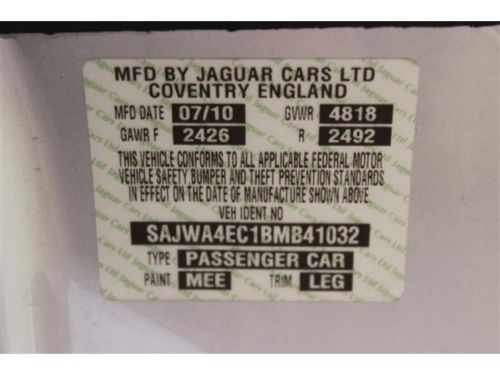 MFD BY JAGUAR CARS LTD
COVENTRY ENGLAND
MFD DATE 07/10 GVWR 4818
GAWR F 2426 R 2492
THIS VEHICLE CONFORMS TO ALL APPLICABLE FEDERAL MOTOR
VEHICLE SAFETY, BUMPER AND THEFT PREVENTION STANDARDS
IN EFFECT ON THE DATE OF MANUFACTURE SHOWN ABOVE.
VEH IDENT NO
SAJWA4EC1BMB41032
TYPE PASSENGER CAR
PAINT MEE TRIM LEG